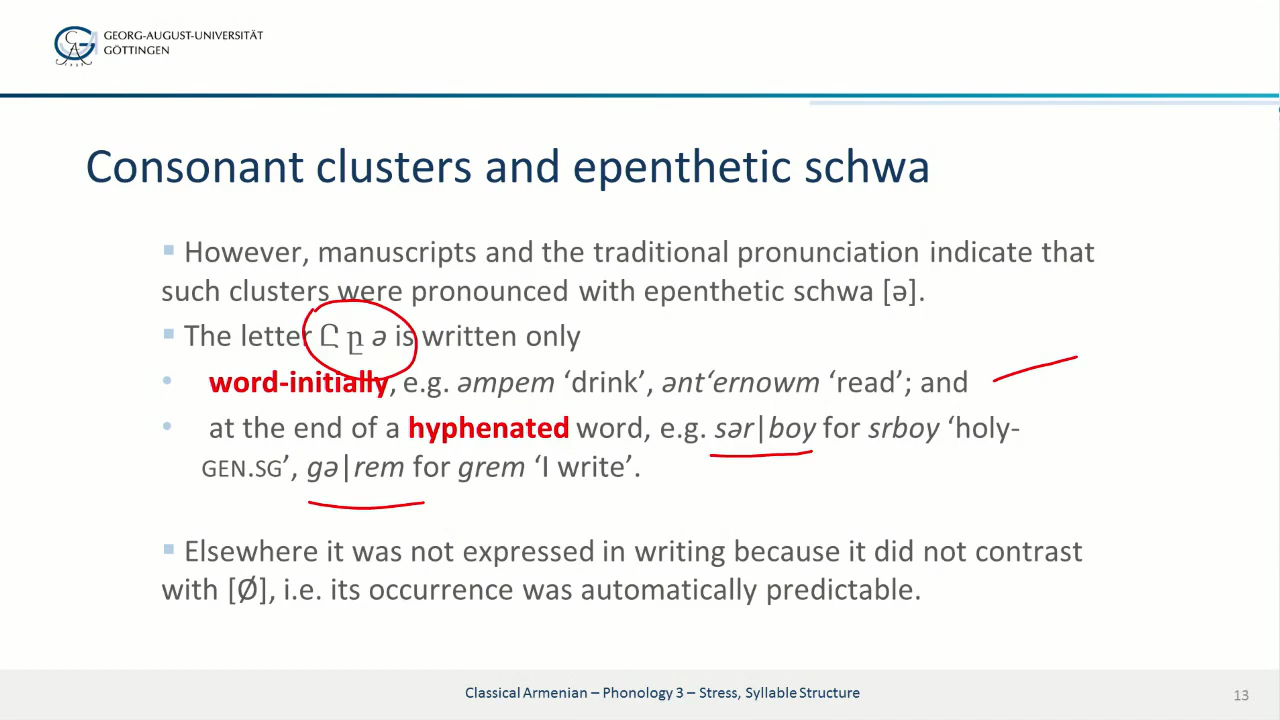 GEORG-AUGUST-UNIVERSITÄT
GÖTTINGEN
Consonant clusters and epenthetic schwa
▪ However, manuscripts and the traditional pronunciation indicate that
such clusters were pronounced with epenthetic schwa [ə].
▪ The letter Ը ը ə is written only
• word-initially, e.g. əmpem ‘drink’, ənt‘ernowm ‘read’; and
• at the end of a hyphenated word, e.g. sər|boy for srboy ‘holy-
GEN.SG’, gə|rem for grem ‘I write’.
▪ Elsewhere it was not expressed in writing because it did not contrast
with [Ø], i.e. its occurrence was automatically predictable.
Classical Armenian – Phonology 3 – Stress, Syllable Structure
13